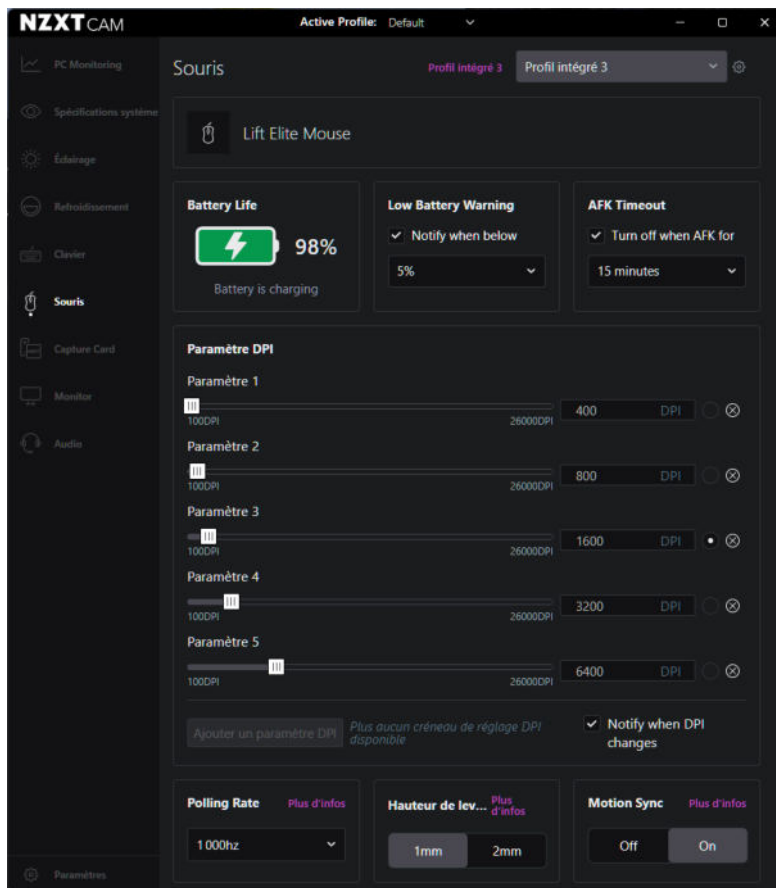 NZXT CAM
Active Profile: Default
PC Monitoring
Spécifications système
Éclairage
Refroidissement
Clavier
Souris
Capture Card
Monitor
Audio
Paramètres
Souris
Profil intégré 3
Profil intégré 3
Lift Elite Mouse
Battery Life
98%
Battery is charging
Low Battery Warning
Notify when below
5%
AFK Timeout
Turn off when AFK for
15 minutes
Paramètre DPI
Paramètre 1
100DPI
26000DPI
400 DPI
Paramètre 2
100DPI
26000DPI
800 DPI
Paramètre 3
100DPI
26000DPI
1600 DPI
Paramètre 4
100DPI
26000DPI
3200 DPI
Paramètre 5
100DPI
26000DPI
6400 DPI
Ajouter un paramètre DPI
Plus aucun créneau de réglage DPI
disponible
Notify when DPI
changes
Polling Rate
Plus d'infos
1000hz
Hauteur de lev...
Plus
d'infos
1mm
2mm
Motion Sync
Plus d'infos
Off
On